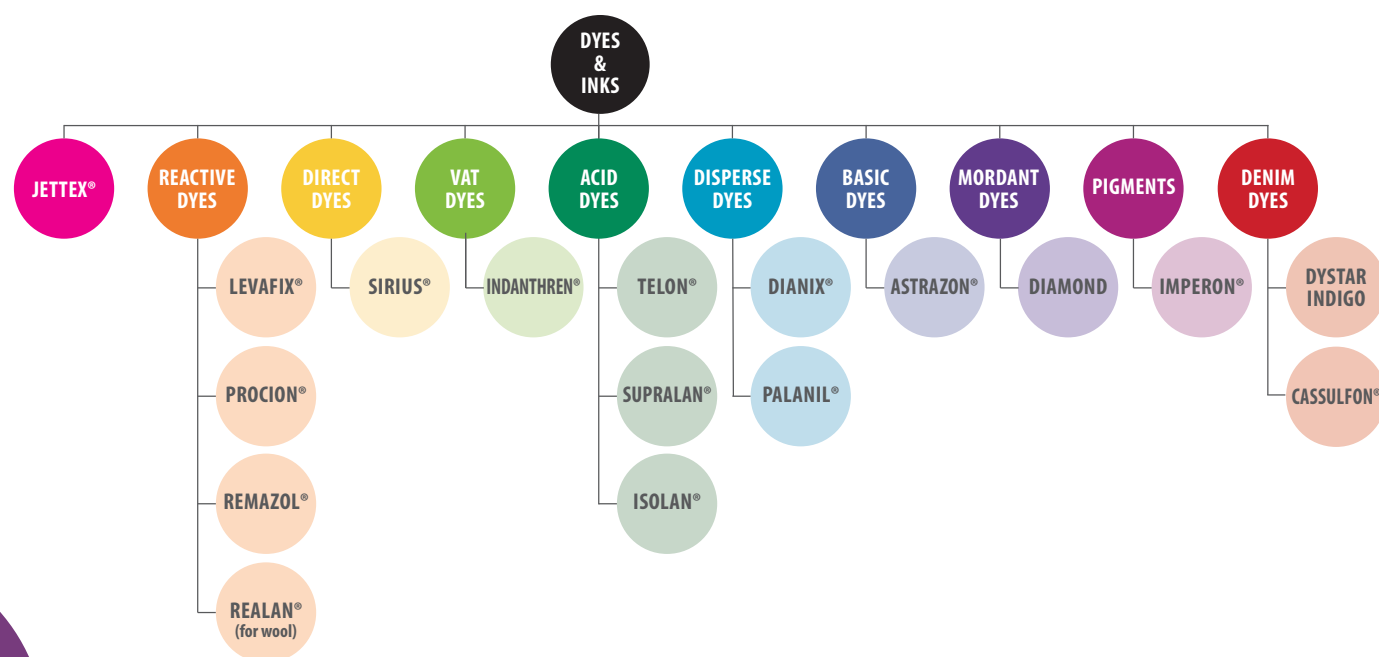 DYES
&
INKS
JETTEX®
REACTIVE
DYES
DIRECT
DYES
VAT
DYES
ACID
DYES
DISPERSE
DYES
BASIC
DYES
MORDANT
DYES
PIGMENTS
DENIM
DYES
LEVAFIX®
SIRIUS®
INDANTHREN®
TELON®
DIANIX®
ASTRAZON®
DIAMOND
IMPERON®
DYSTAR
INDIGO
PROCION®
SUPRALAN®
PALANIL®
CASSULFON®
REMAZOL®
ISOLAN®
REALAN®
(for wool)